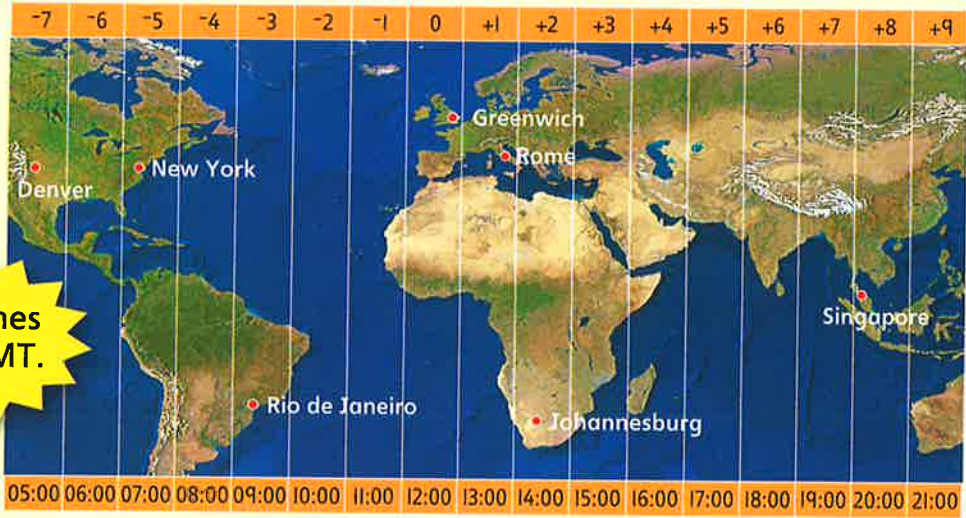 -7 -6 -5 -4 -3 -2 -1 0 +1 +2 +3 +4 +5 +6 +7 +8 +9
Greenwich
Rome
New York
Denver
Singapore
MT.
Rio de Janeiro
Johannesburg
05:00 06:00 07:00 08:00 09:00 10:00 11:00 12:00 13:00 14:00 15:00 16:00 17:00 18:00 19:00 20:00 21:00